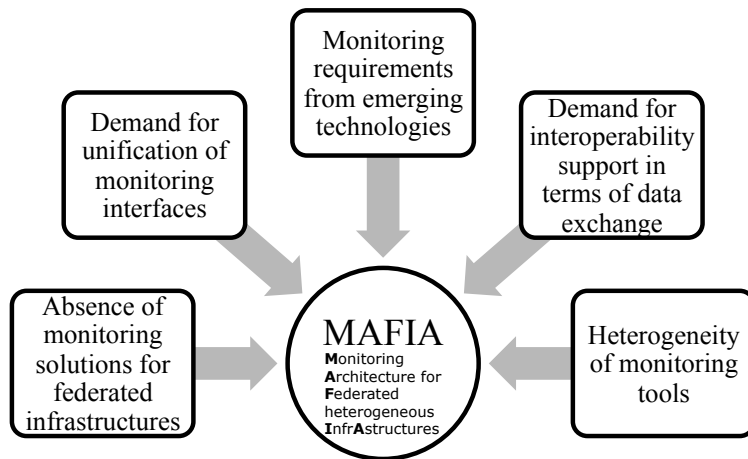 Monitoring
requirements
from emerging
technologies
Demand for
unification of
monitoring
interfaces
Demand for
interoperability
support in
terms of data
exchange
Absence of
monitoring
solutions for
federated
infrastructures
MAFIA
Monitoring
Architecture for
Federated
heterogeneous
InfrAstructures
Heterogeneity
of monitoring
tools